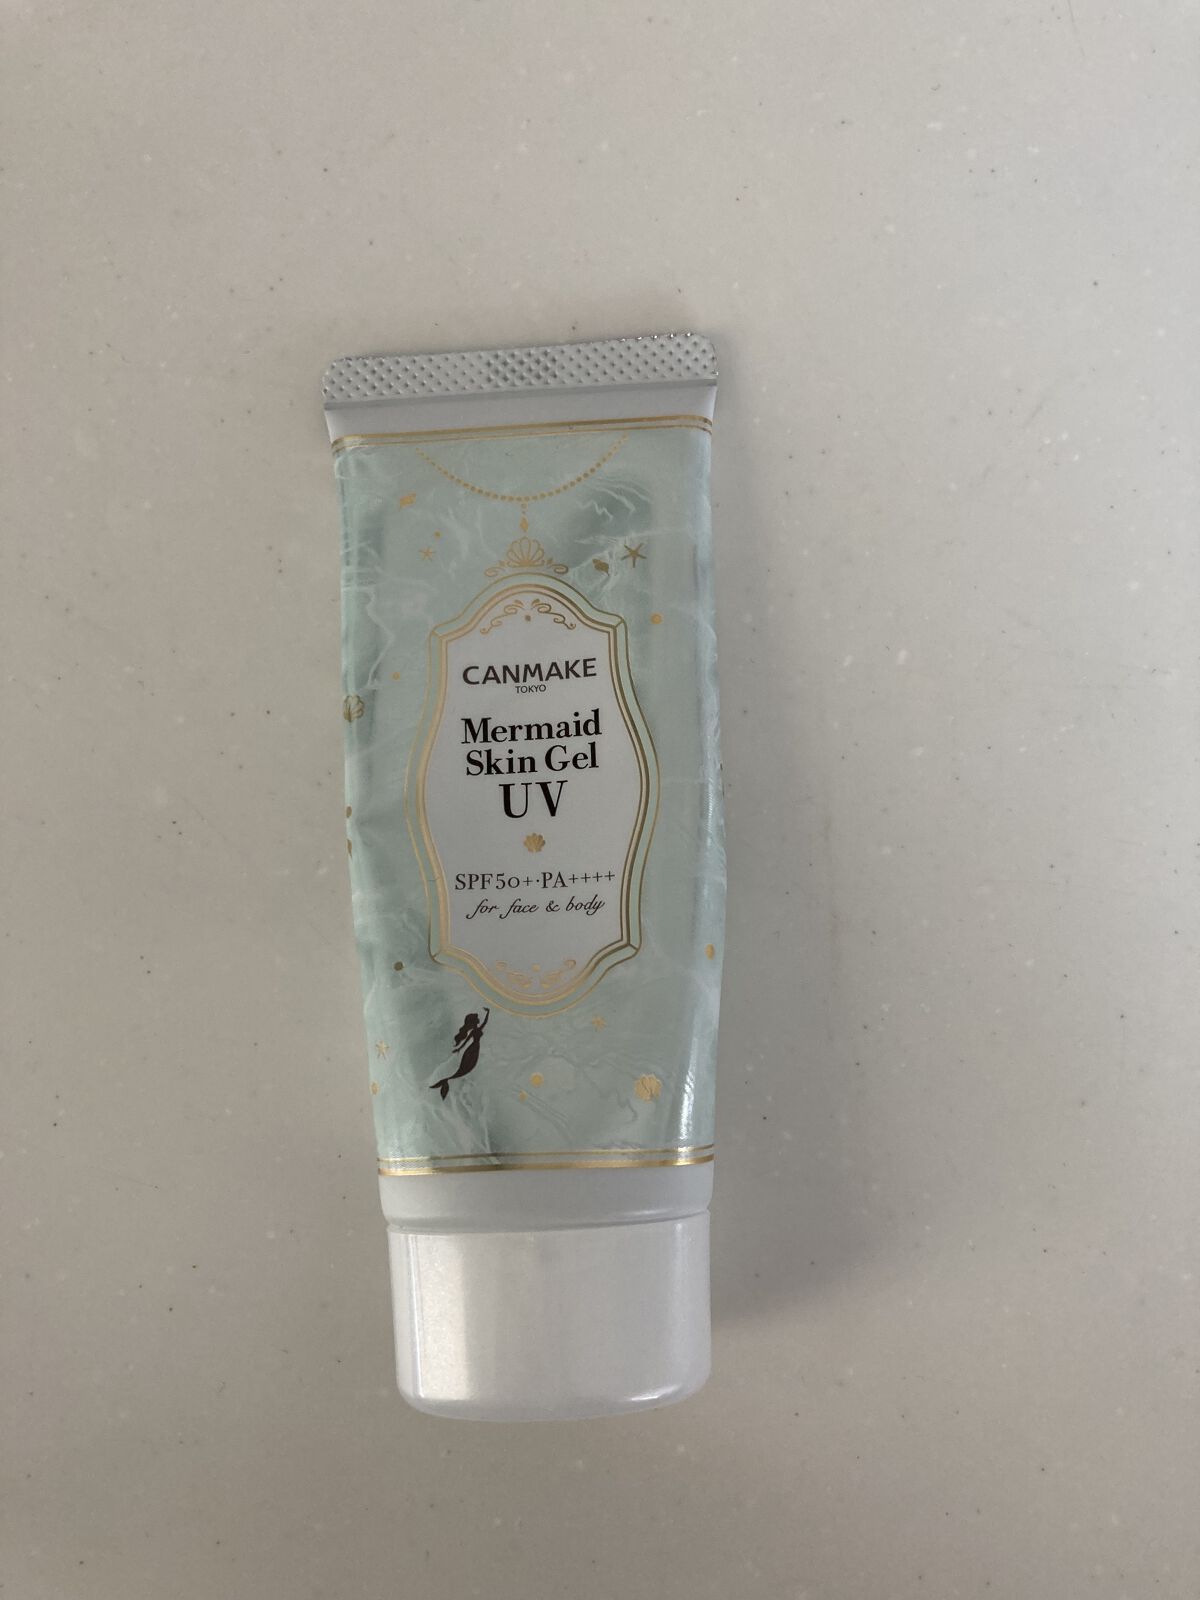 CANMAKE
TOKYO
Mermaid
Skin Gel
UV
SPF50+·PA++++
for face & body